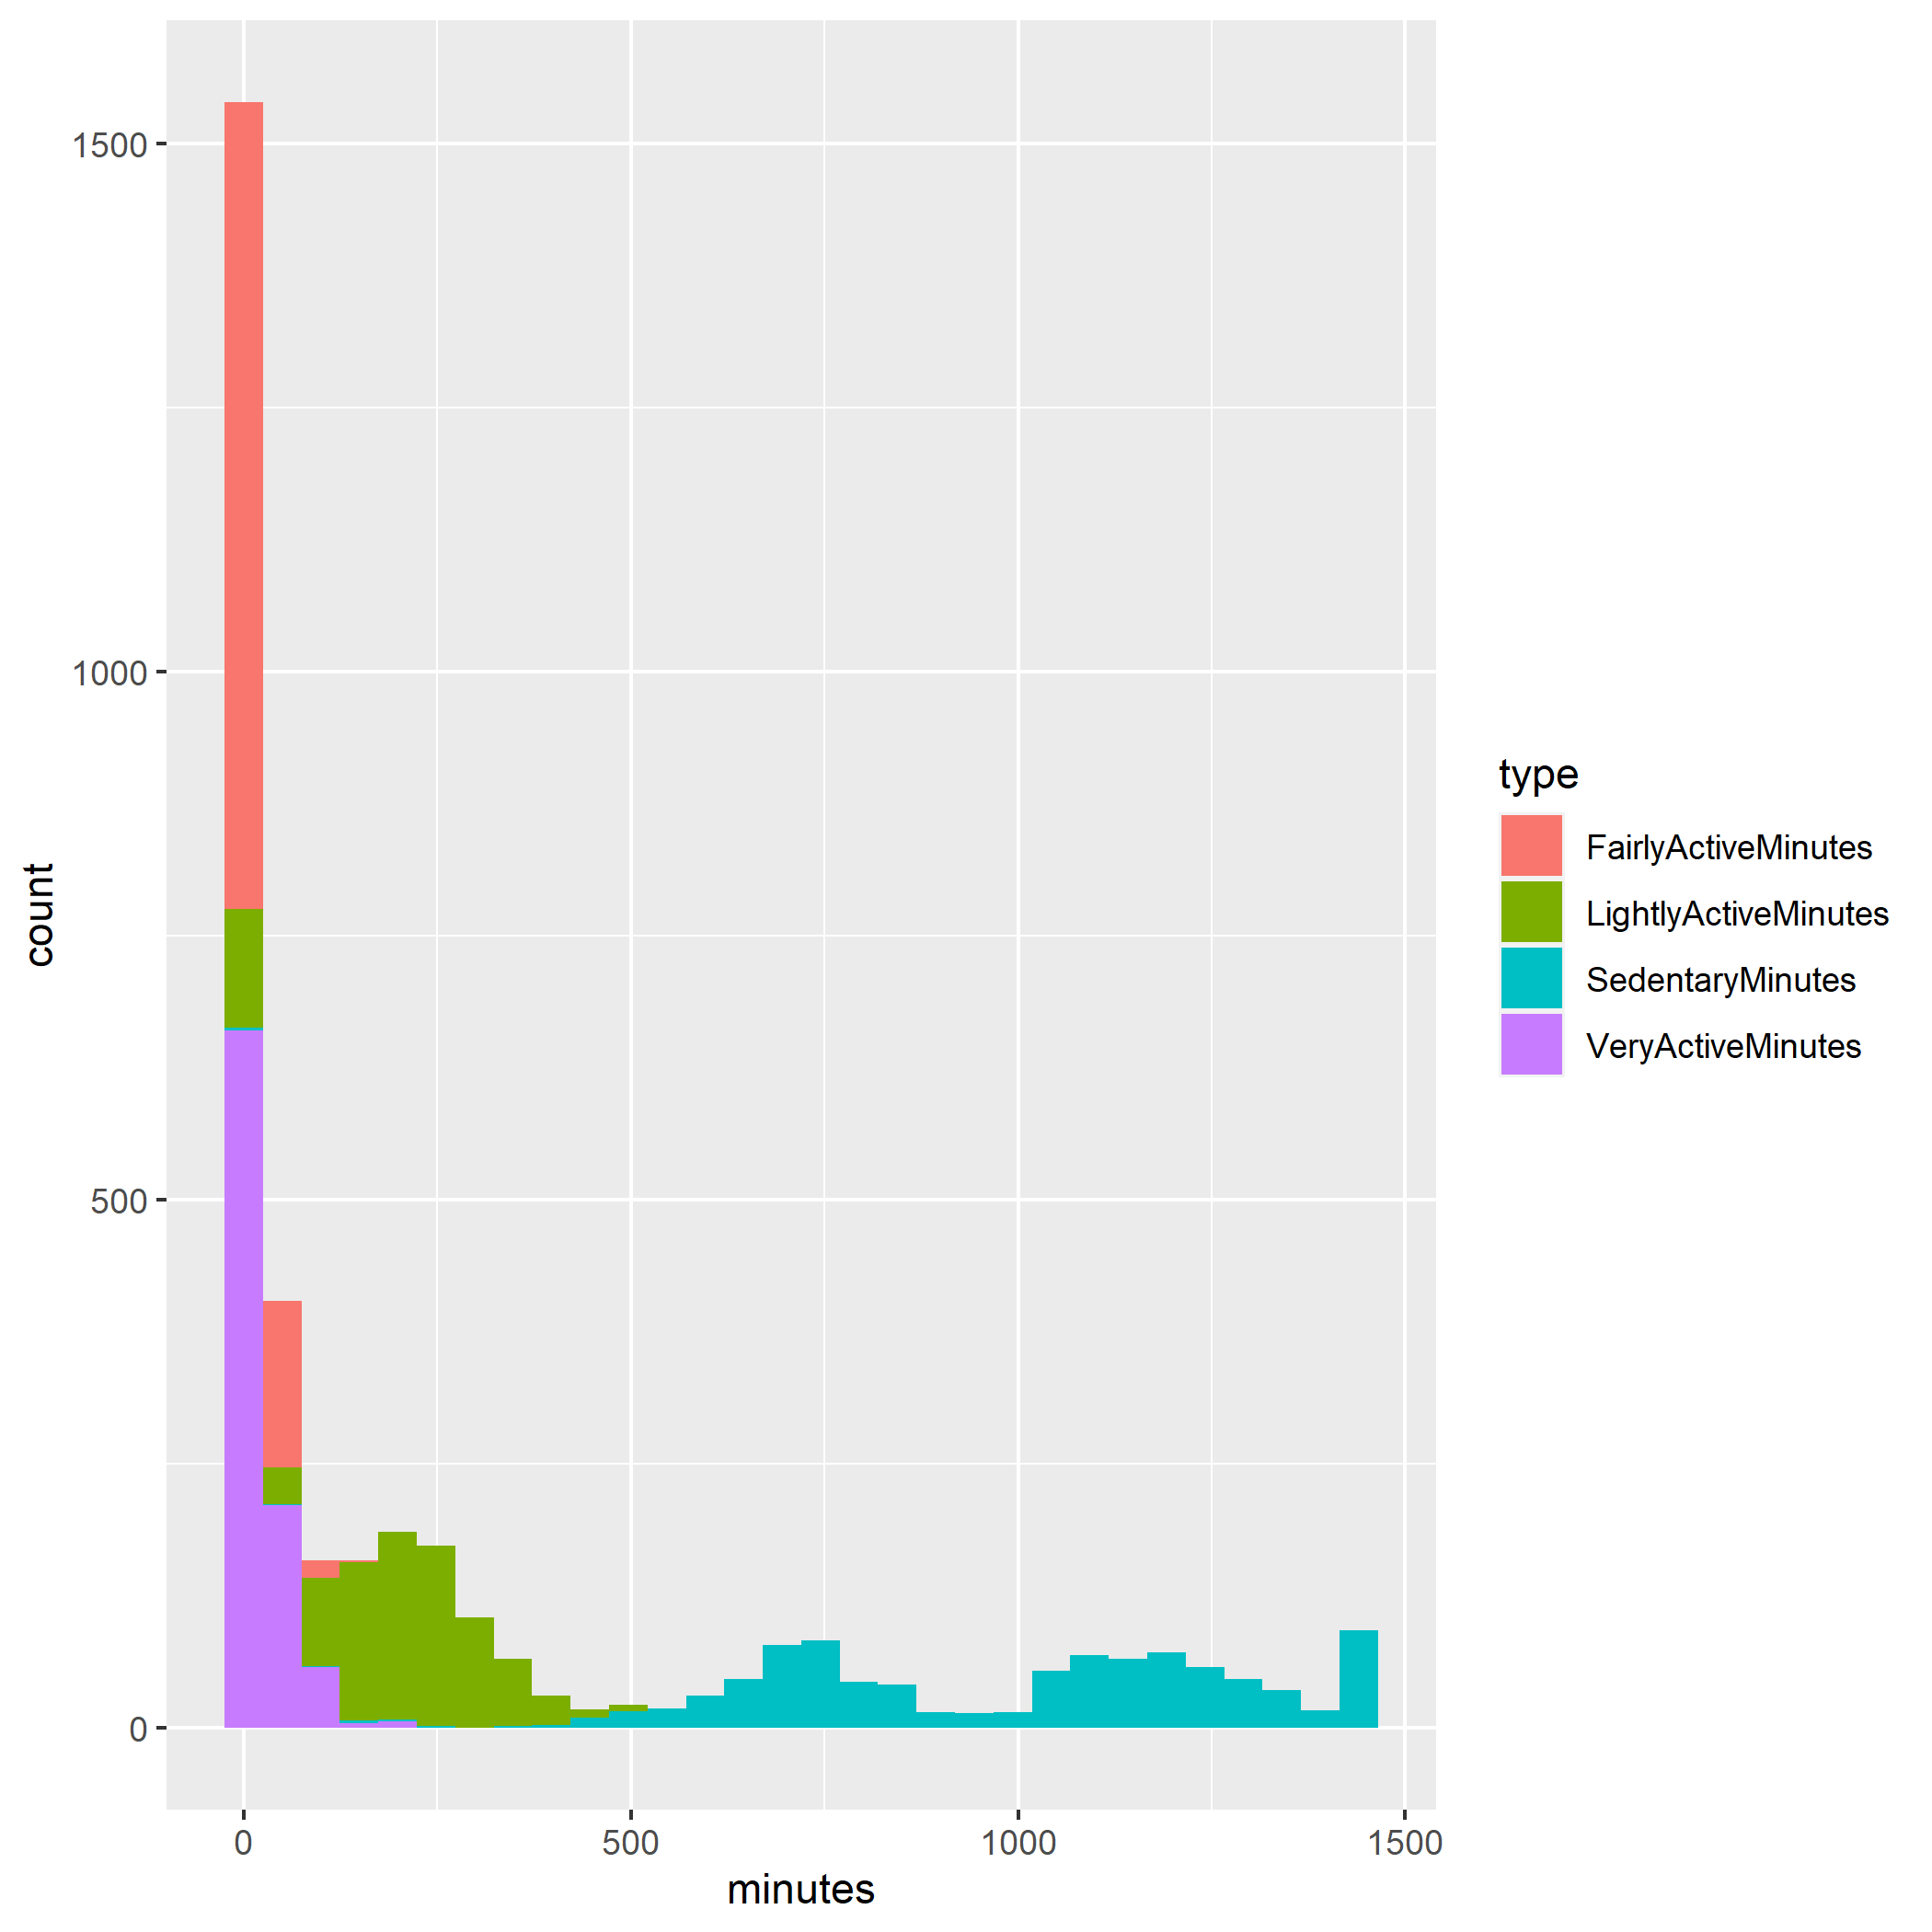 1500
1000
500
0
count
0 500 1000 1500
minutes
type
FairlyActiveMinutes
LightlyActiveMinutes
SedentaryMinutes
VeryActiveMinutes